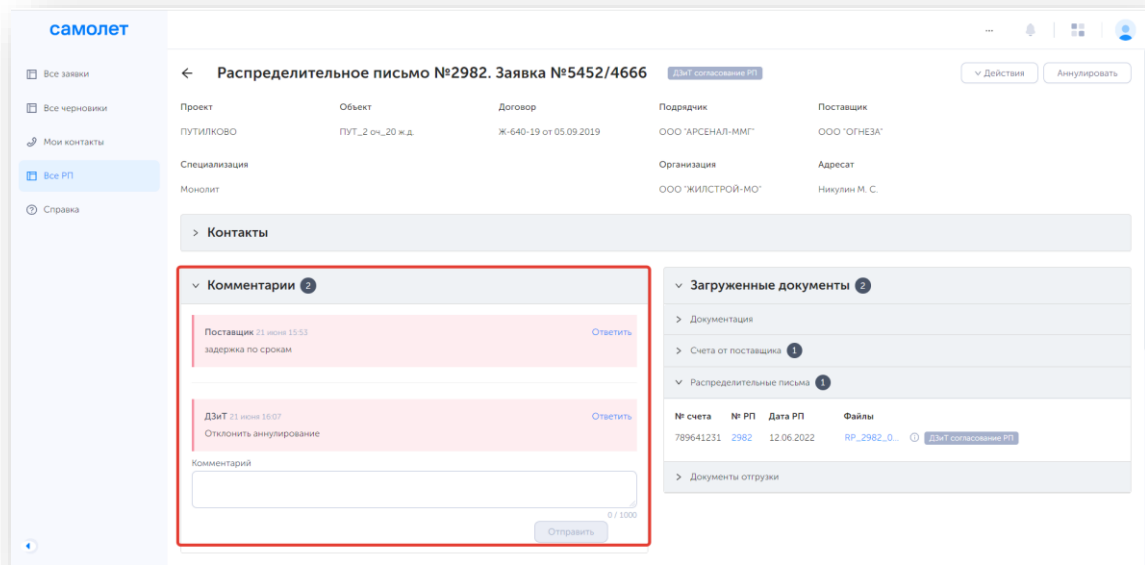 самолет
...
Все заявки
Все черновики
Мои контакты
Все РП
Справка
Распределительное письмо №2982. Заявка №5452/4666
ДЗиТ согласование РП
Действия
Аннулировать
Проект
Объект
Договор
Подрядчик
Поставщик
ПУТИЛКОВО
ПУТ_2 оч_20 ж.д.
Ж-640-19 от 05.09.2019
ООО "АРСЕНАЛ-ММГ"
ООО "ОГНЕЗА"
Специализация
Организация
Адресат
Монолит
ООО "ЖИЛСТРОЙ-МО"
Никулин М. С.
Контакты
Комментарии 2
Поставщик 21 июня 15:53
Ответить
задержка по срокам
ДЗиТ 21 июня 16:07
Ответить
Отклонить аннулирование
Комментарий
0 / 1000
Отправить
Загруженные документы 2
Документация
Счета от поставщика 1
Распределительные письма 1
№ счета № РП Дата РП Файлы
789641231 2982 12.06.2022 RP_2982_0... ДЗиТ согласование РП
Документы отгрузки